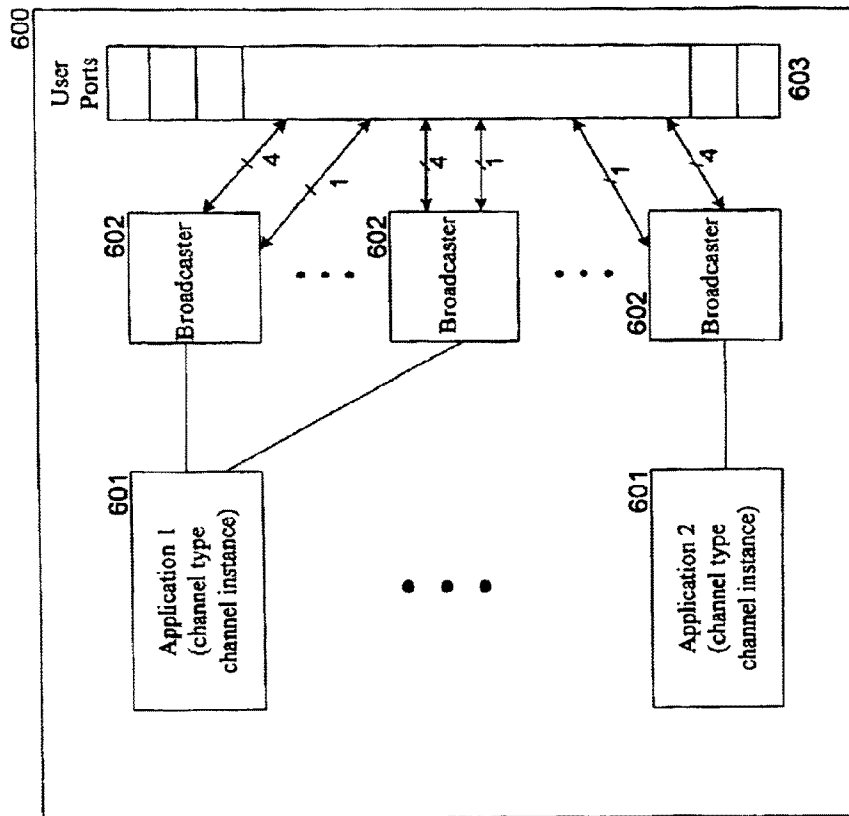 600
User
Ports
603
4
1
4
1
1
4
602
Broadcaster
602
Broadcaster
602
Broadcaster
601
Application 1
(channel type
channel instance)
601
Application 2
(channel type
channel instance)